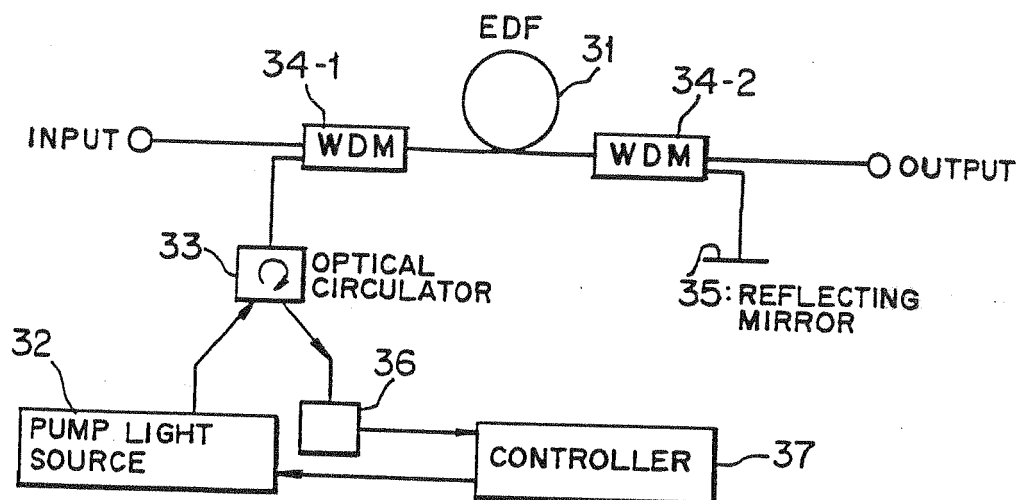 EDF
31
34-1
34-2
INPUT
WDM
WDM
OUTPUT
33
OPTICAL
CIRCULATOR
35: REFLECTING
MIRROR
32
36
PUMP LIGHT
SOURCE
CONTROLLER
37